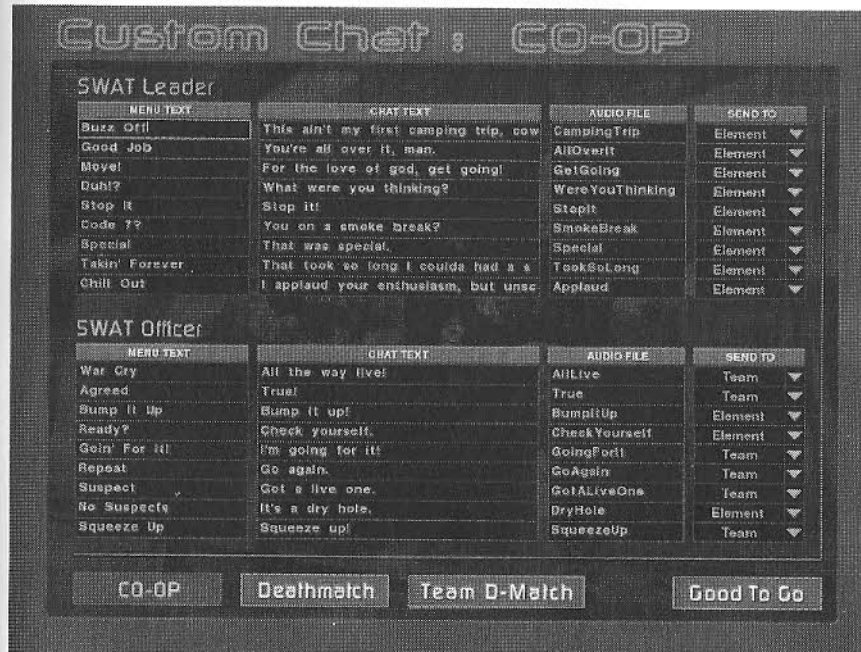 Custom Chat : CO-OP
SWAT Leader
MENU TEXT CHAT TEXT AUDIO FILE SEND TO
Buzz Off! This ain't my first camping trip, cow CampingTrip Element
Good Job You're all over it, man. AllOverIt Element
Move! For the love of god, get going! GetGoing Element
Duh!? What were you thinking? WereYouThinking Element
Stop It Stop it! StopIt Element
Code 7? You on a smoke break? SmokeBreak Element
Special That was special. Special Element
Takin' Forever That took so long I coulda had a s TookSoLong Element
Chill Out I applaud your enthusiasm, but unsc Applaud Element
SWAT Officer
MENU TEXT CHAT TEXT AUDIO FILE SEND TO
War Cry All the way live! AllLive Team
Agreed True! True Team
Bump It Up Bump it up! BumpItUp Element
Ready? Check yourself. CheckYourself Element
Goin' For It! I'm going for it! GoingForIt Team
Repeat Go again. GoAgain Team
Suspect Got a live one. GotALiveOne Team
No Suspects It's a dry hole. DryHole Element
Squeeze Up Squeeze up! SqueezeUp Team
CO-OP Deathmatch Team D-Match Good To Go